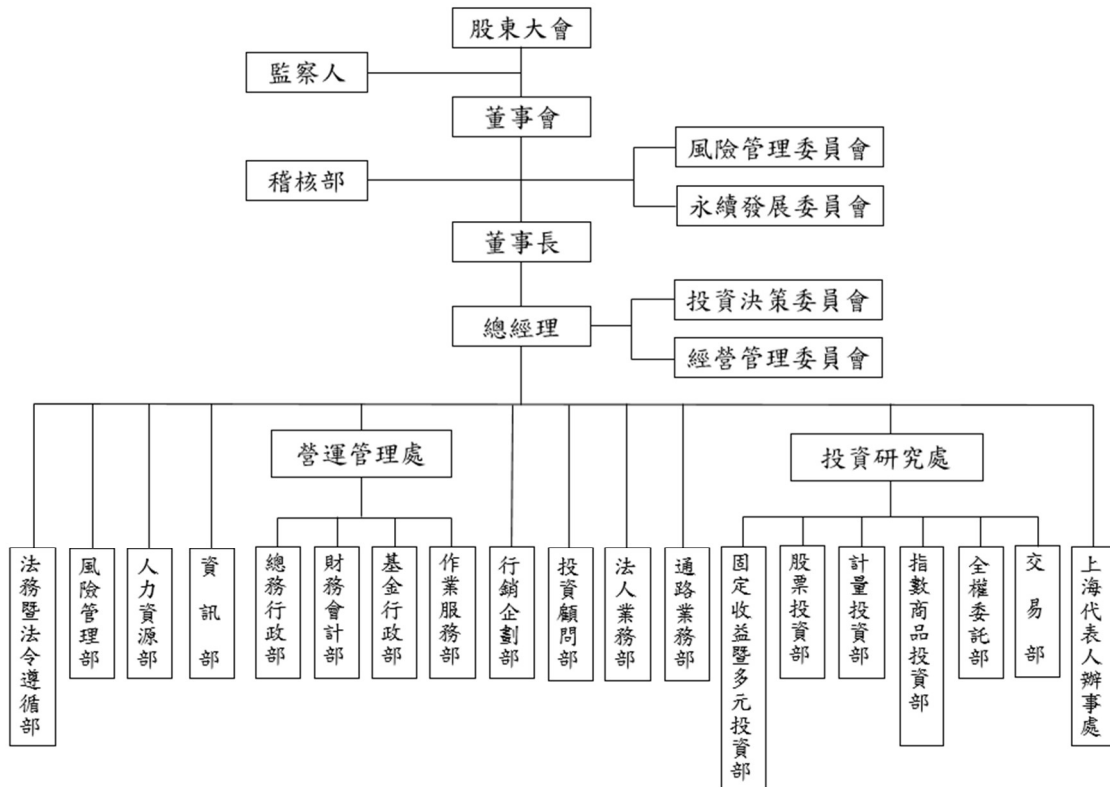 股東大會
監察人
董事會
風險管理委員會
稽核部
永續發展委員會
董事長
投資決策委員會
總經理
經營管理委員會
營運管理處
投資研究處
法務暨法令遵循部
風險管理部
人力資源部
資訊部
總務行政部
財務會計部
基金行政部
作業服務部
行銷企劃部
投資顧問部
法人業務部
通路業務部
固定收益暨多元投資部
股票投資部
計量投資部
指數商品投資部
全權委託部
交易部
上海代表人辦事處